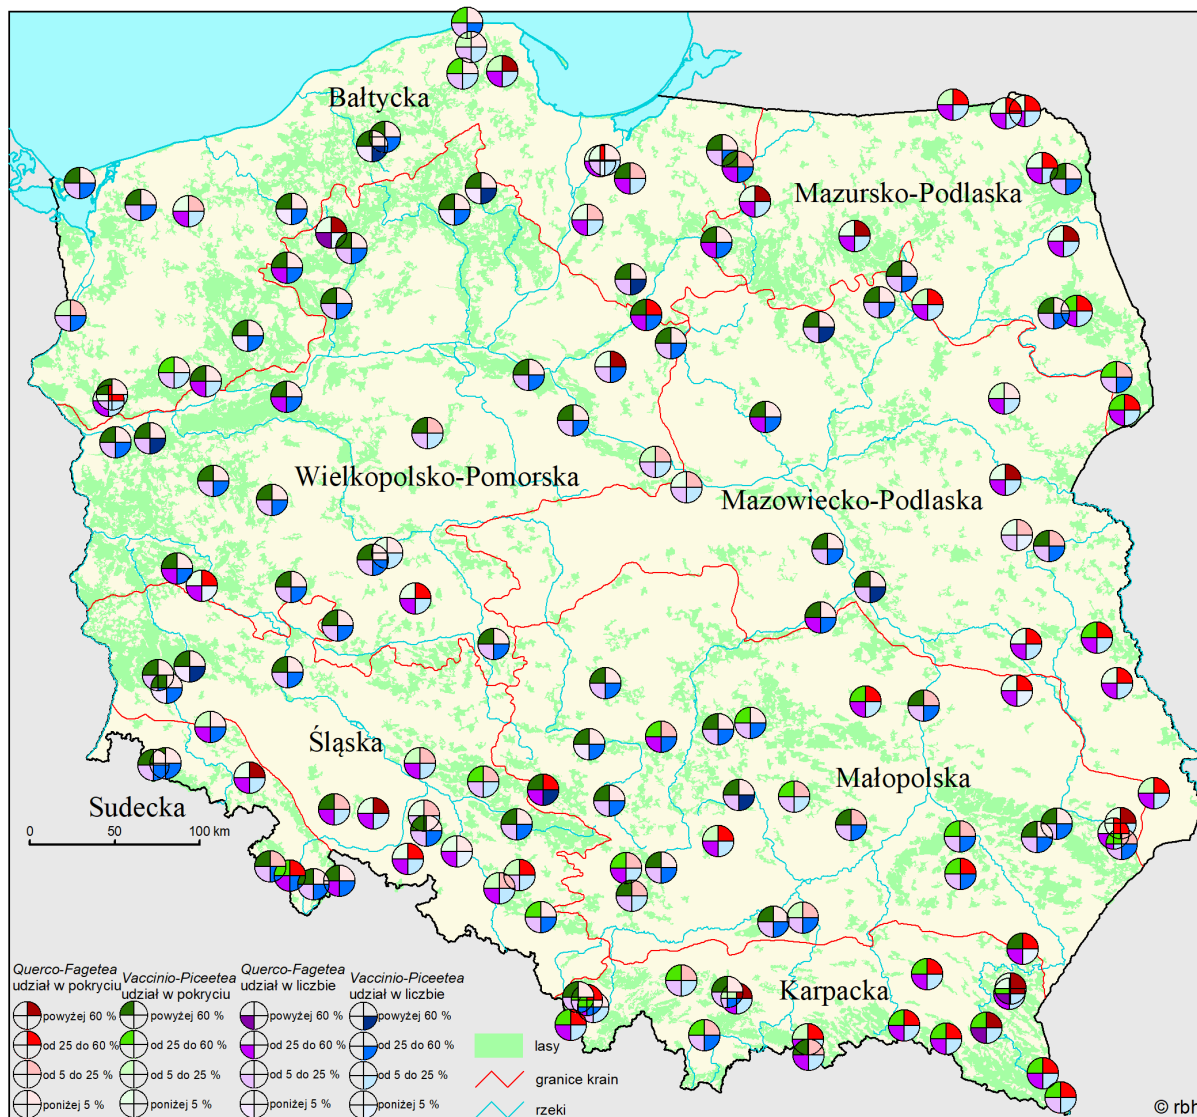 Bałtycka
Mazursko-Podlaska
Wielkopolsko-Pomorska
Mazowiecko-Podlaska
Śląska
Małopolska
Sudecka
0 50 100 km
Karpacka
Querco-Fagetea
udział w pokryciu
powyżej 60 %
od 25 do 60 %
od 5 do 25 %
poniżej 5 %
Vaccinio-Piceetea
udział w pokryciu
powyżej 60 %
od 25 do 60 %
od 5 do 25 %
poniżej 5 %
Querco-Fagetea
udział w liczbie
powyżej 60 %
od 25 do 60 %
od 5 do 25 %
poniżej 5 %
Vaccinio-Piceetea
udział w liczbie
powyżej 60 %
od 25 do 60 %
od 5 do 25 %
poniżej 5 %
lasy
granice krain
rzeki
© rbh